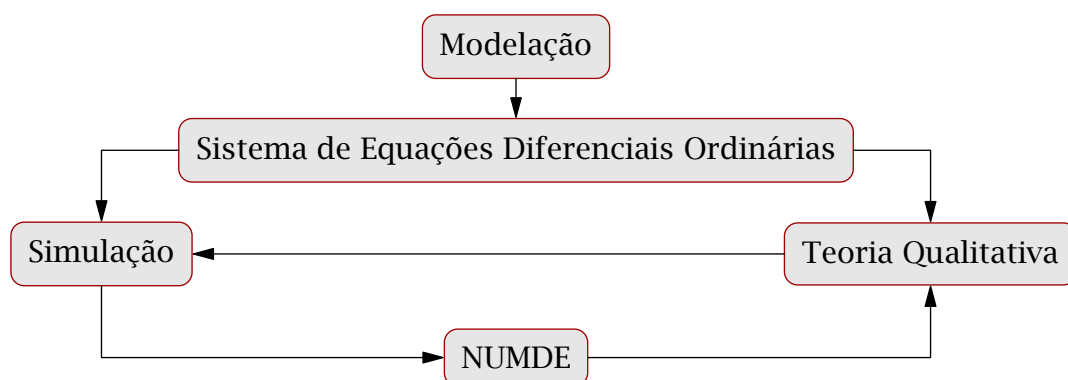 Modelação
Sistema de Equações Diferenciais Ordinárias
Simulação
Teoria Qualitativa
NUMDE